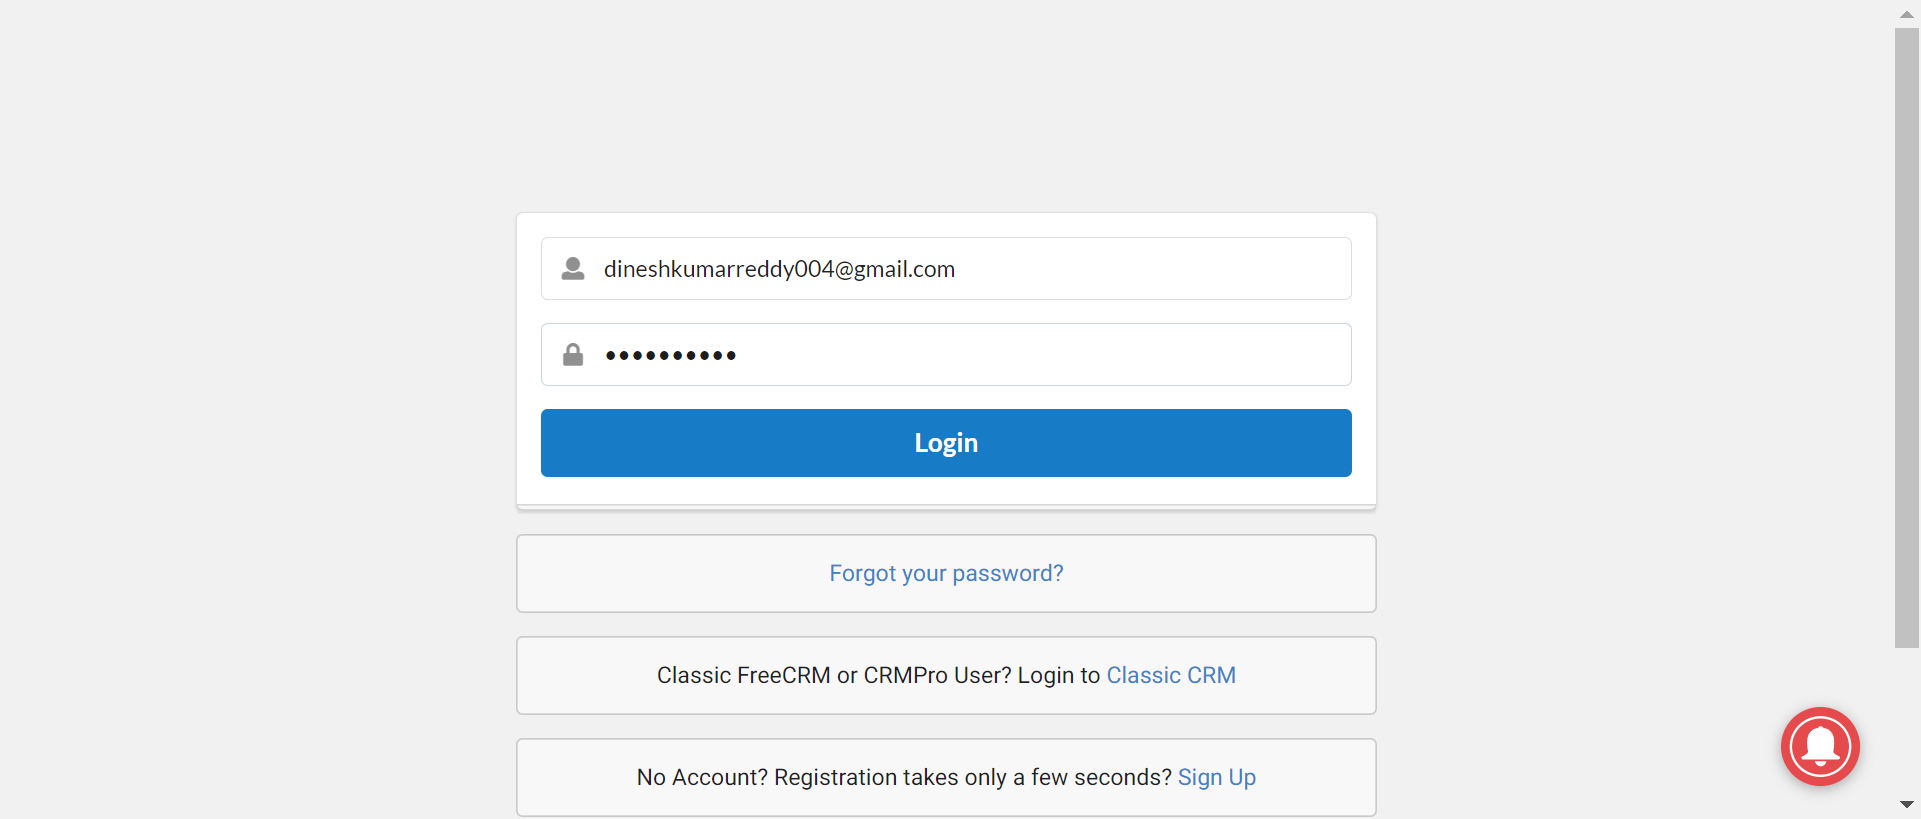 dineshkumarreddy004@gmail.com
••••••••••
Login
Forgot your password?
Classic FreeCRM or CRMPro User? Login to Classic CRM
No Account? Registration takes only a few seconds? Sign Up